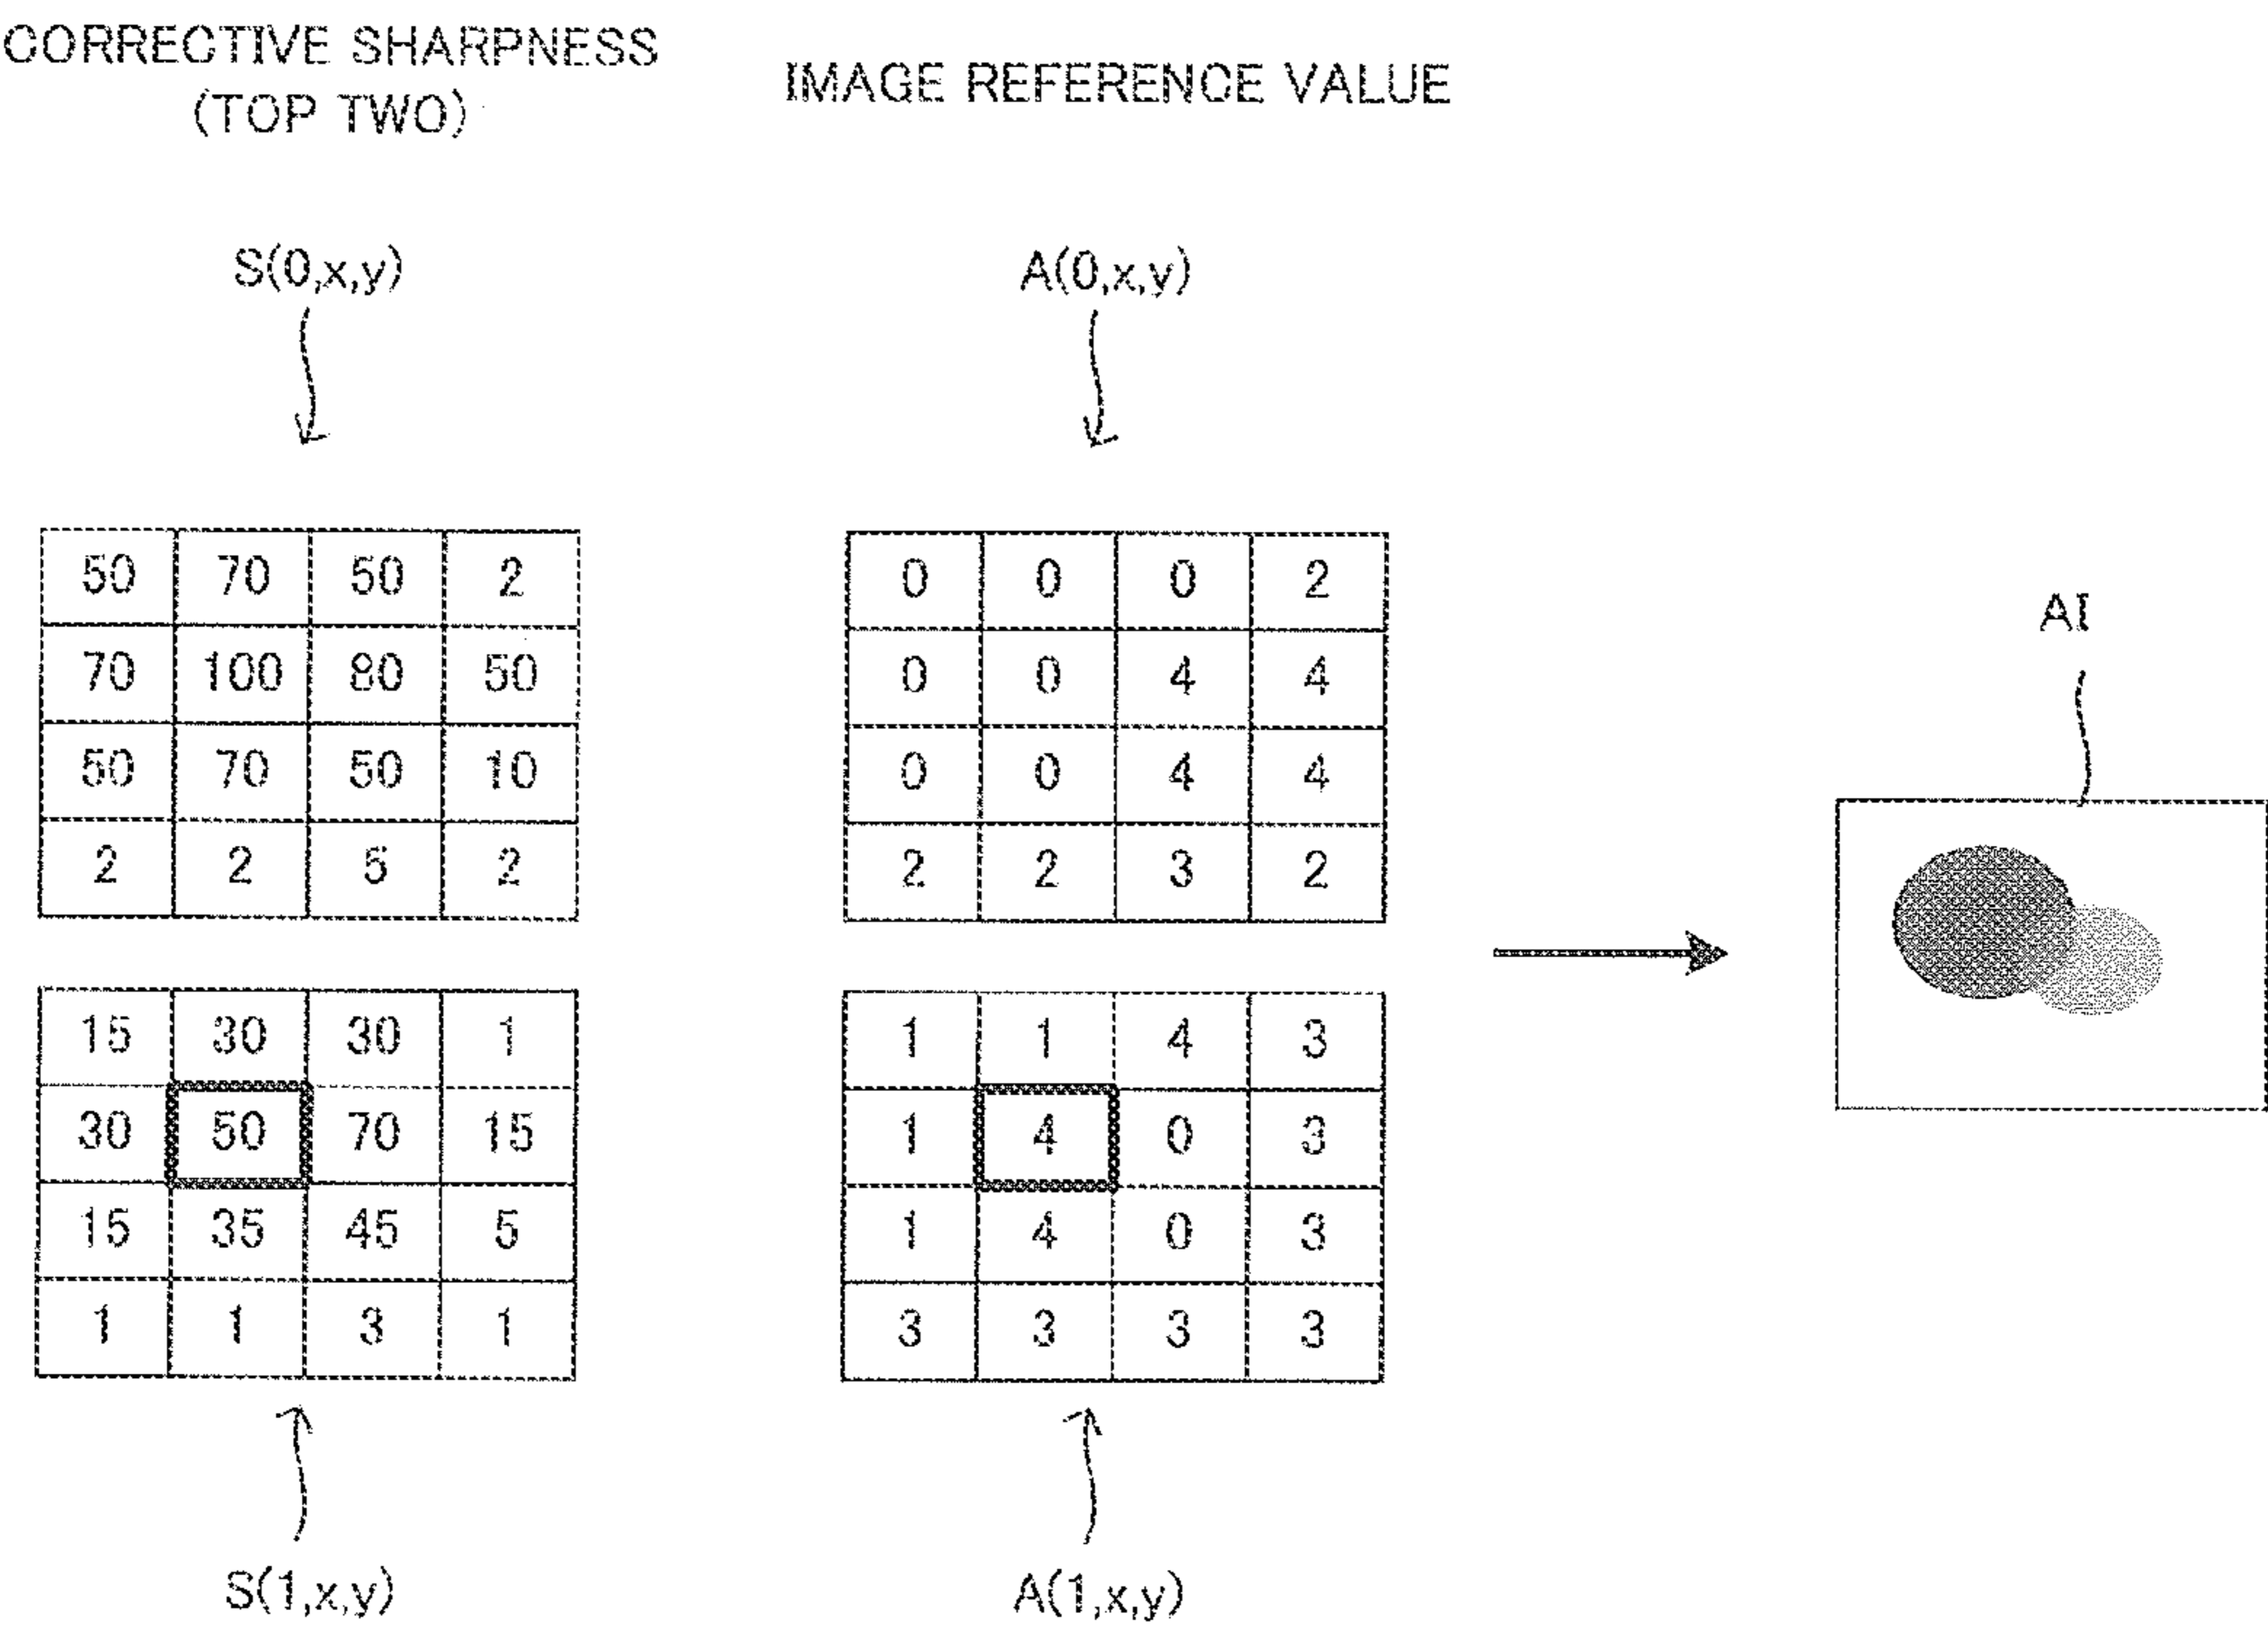 CORRECTIVE SHARPNESS
(TOP TWO)
IMAGE REFERENCE VALUE
S(0,x,y)
A(0,x,y)
50 70 50 2
70 100 80 50
50 70 50 10
2 2 5 2
0 0 0 2
0 0 4 4
0 0 4 4
2 2 3 2
AI
15 30 30 1
30 50 70 15
15 35 45 5
1 1 3 1
1 1 4 3
1 4 0 3
1 4 0 3
3 3 3 3
S(1,x,y)
A(1,x,y)